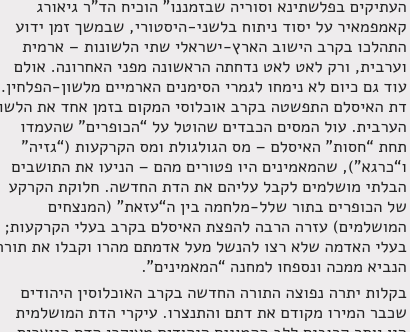 העתיקים בפלשתינא וסוריה שבזמננו" הוכיח הד"ר גיאורג
קאמפמאיר על יסוד ניתוח בלשני-היסטורי, שבמשך זמן ידוע
התהלכו בקרב הישוב הארץ-ישראלי שתי הלשונות – ארמית
וערבית, ורק לאט לאט נדחתה הראשונה מפני האחרונה. אולם
עוד גם כיום לא נימחו לגמרי הסימנים הארמיים מלשון-הפלחין.
דת האיסלם התפשטה בקרב אוכלוסי המקום בזמן אחד את
הערבית. עול המסים הכבדים שהוטל על "הכופרים" שהעמדו
תחת "חסות" האיסלם – מס הגולגולת ומס הקרקעות ("גזיה"
ו"כרגא"), שהמאמינים היו פטורים מהם – הניעו את התושבים
הבלתי מושלמים לקבל עליהם את הדת החדשה. חלוקת הקרקע
של הכופרים בתור שלל-מלחמה בין ה"עזאת" (המנצחים
המושלמים) עזרה הרבה להפצת האיסלם בקרב בעלי הקרקעות;
בעלי האדמה שלא רצו להנשל מעל אדמתם מהרו וקבלו את
הנביא ממכה ונספחו למחנה "המאמינים".
בקלות יתרה נפוצה התורה החדשה בקרב האוכלוסין היהודים
שכבר המירו מקודם את דתם והתנצרו. עיקרי הדת המושלמית